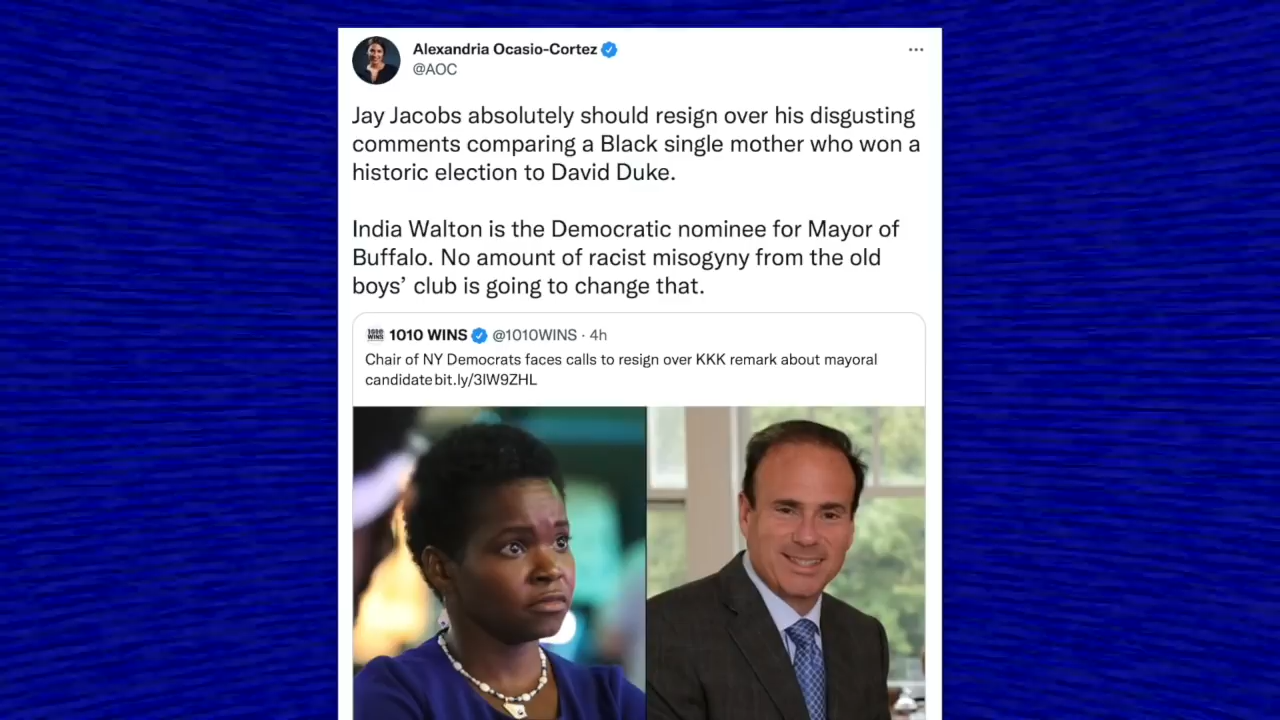 Alexandria Ocasio-Cortez
@AOC
Jay Jacobs absolutely should resign over his disgusting
comments comparing a Black single mother who won a
historic election to David Duke.
India Walton is the Democratic nominee for Mayor of
Buffalo. No amount of racist misogyny from the old
boys’ club is going to change that.
1010 WINS 1010 WINS @1010WINS · 4h
Chair of NY Democrats faces calls to resign over KKK remark about mayoral
candidate bit.ly/3lW9ZHL